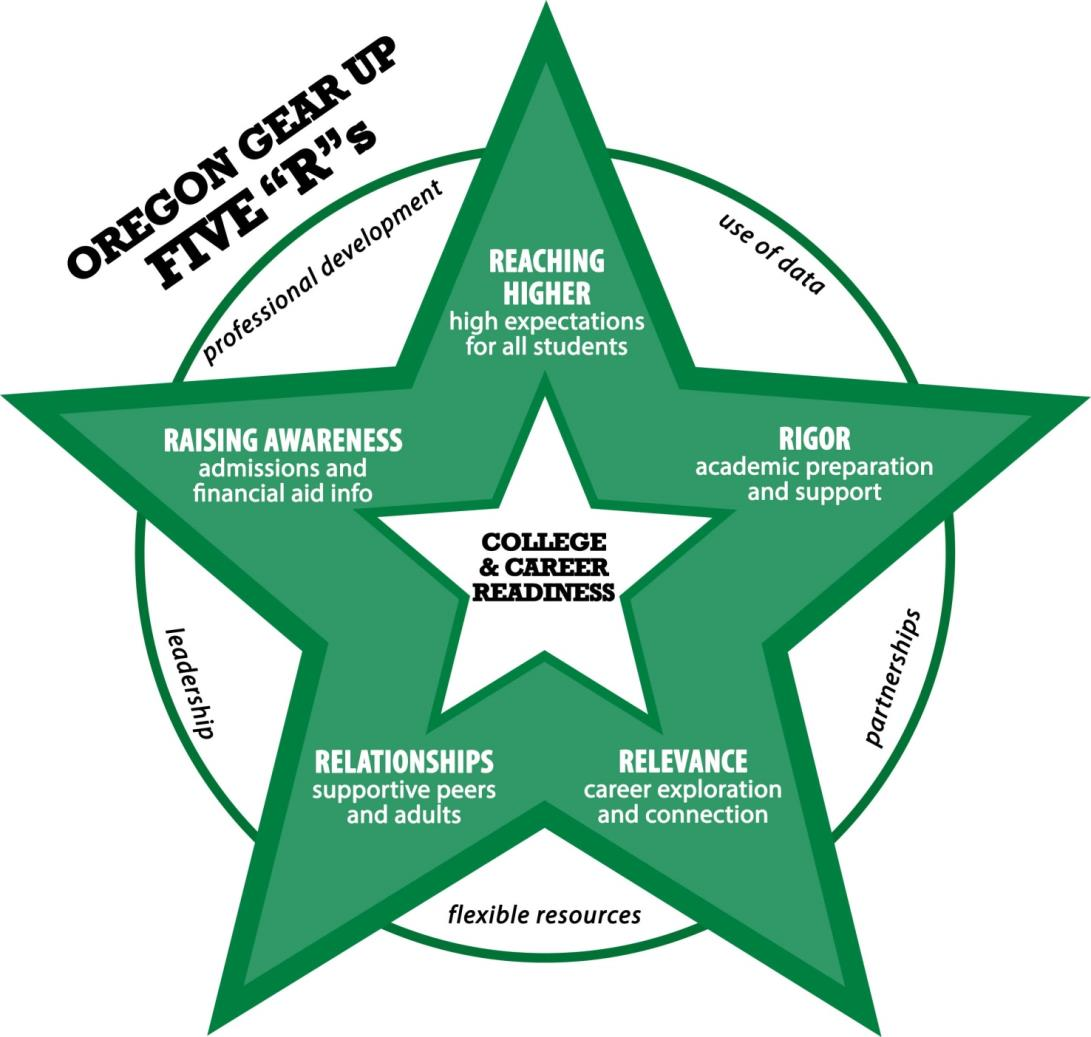 OREGON GEAR UP
FIVE “R”s
professional development
use of data
REACHING
HIGHER
high expectations
for all students
RAISING AWARENESS
admissions and
financial aid info
RIGOR
academic preparation
and support
COLLEGE
& CAREER
READINESS
leadership
partnerships
RELATIONSHIPS
supportive peers
and adults
RELEVANCE
career exploration
and connection
flexible resources